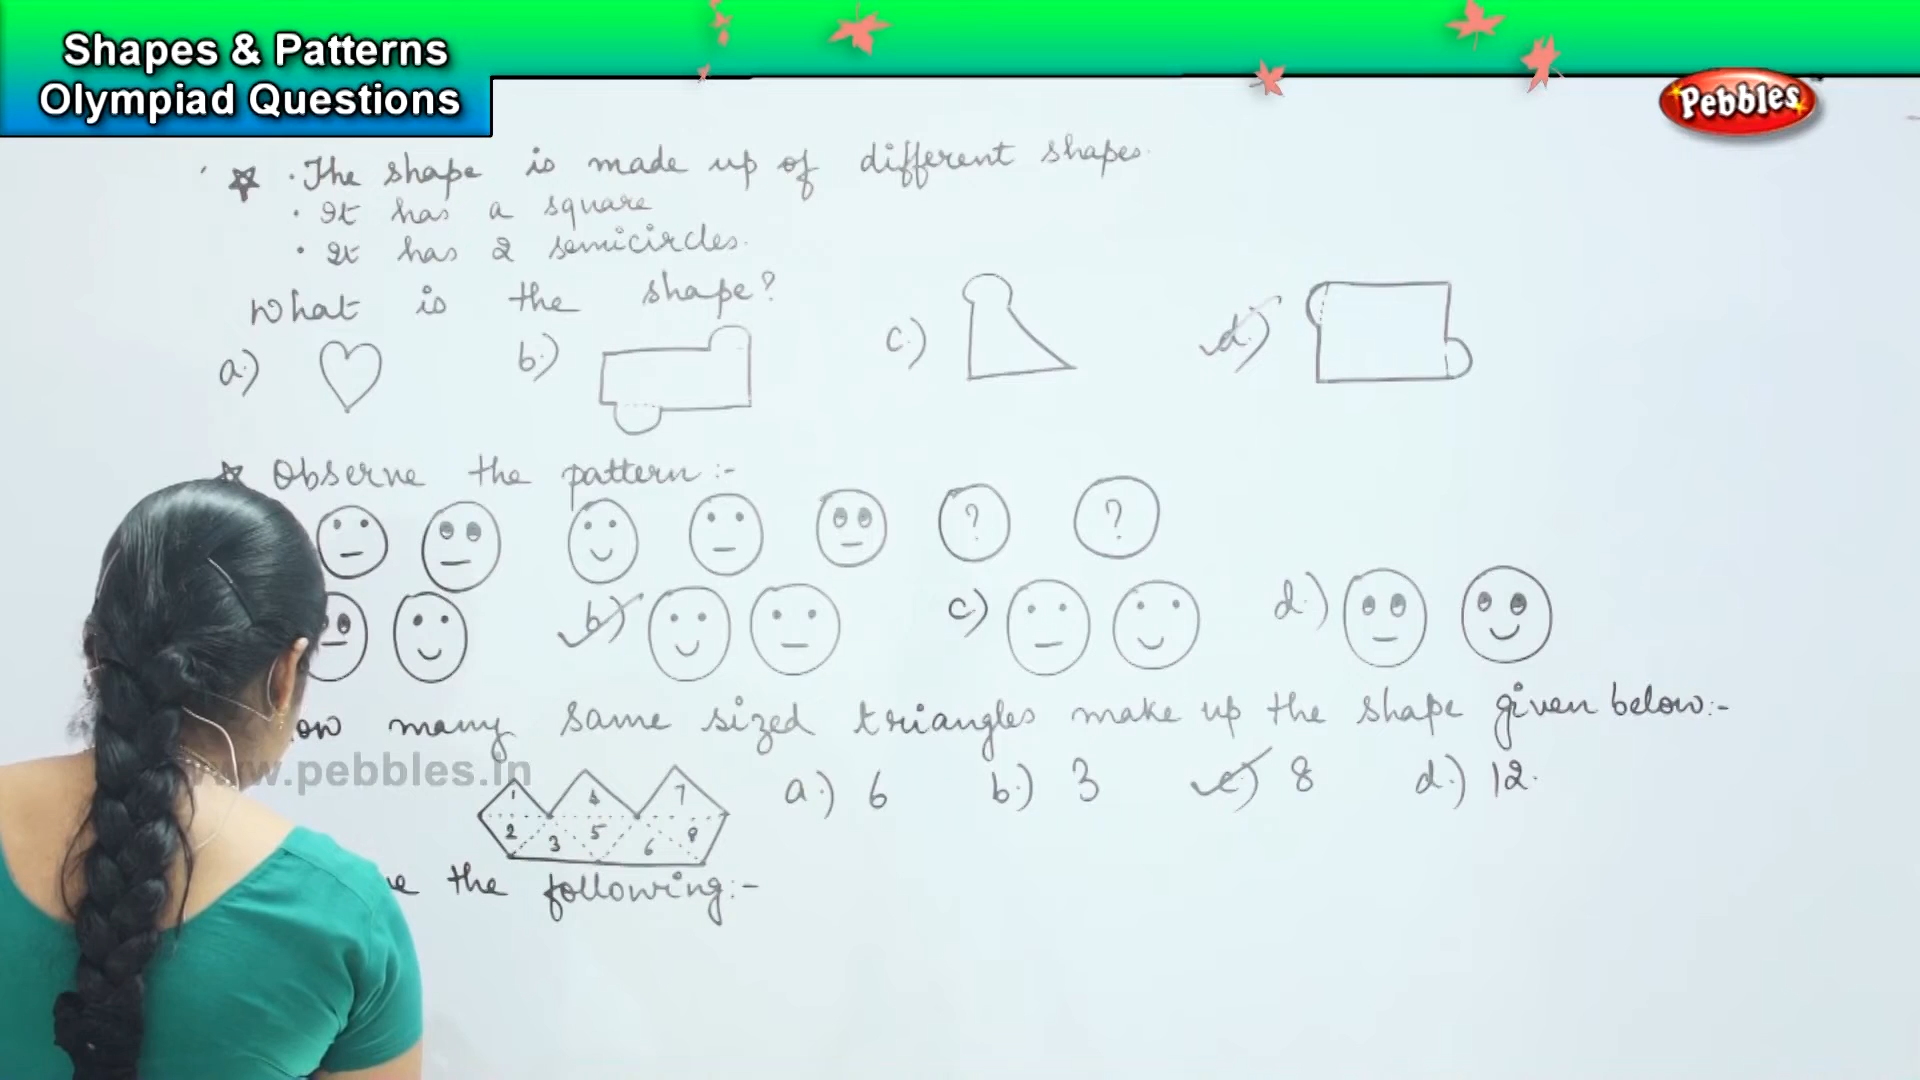 Shapes & Patterns
Olympiad Questions
Pebbles
• The shape is made up of different shapes.
• It has a square
• It has 2 semicircles.
What is the shape?
a.) b.) c.) d.)
Observe the pattern:-
? ?
b.) c.) d.)
many same sized triangles make up the shape given below:-
www.pebbles.in
a.) 6 b.) 3 c.) 8 d.) 12.
1 4 7
2 3 5 6 8
the following:-